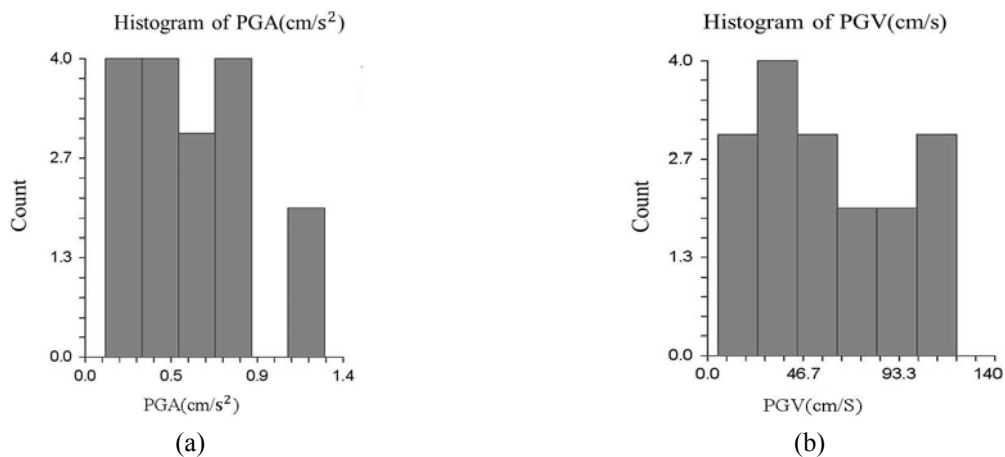 Histogram of PGA(cm/s²)
4.0
2.7
1.3
0.0
Count
0.0 0.5 0.9 1.4
PGA(cm/s²)
(a)
Histogram of PGV(cm/s)
4.0
2.7
1.3
0.0
Count
0.0 46.7 93.3 140
PGV(cm/S)
(b)